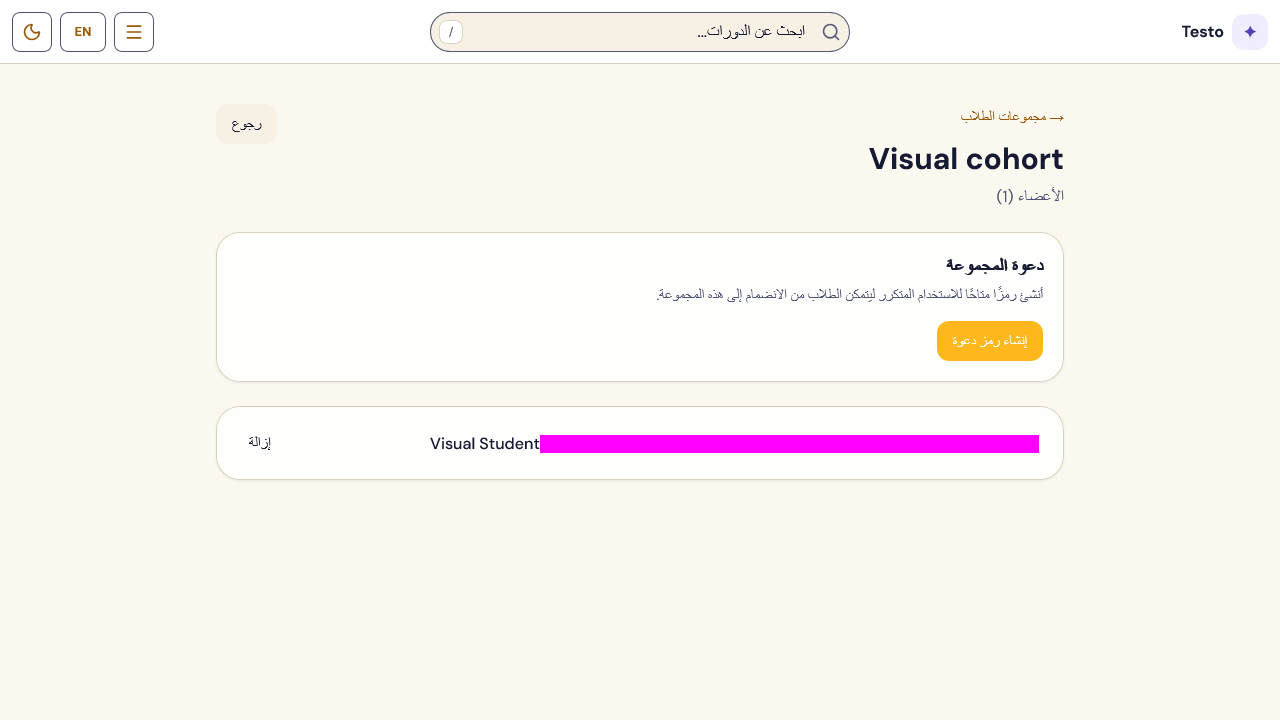 Testo
ابحث عن الدورات...
/
EN
→ مجموعات الطلاب
رجوع
Visual cohort
الأعضاء (1)
دعوة المجموعة
أنشئ رمزًا متاحًا للاستخدام المتكرر ليتمكن الطلاب من الانضمام إلى هذه المجموعة.
إنشاء رمز دعوة
Visual Student
إزالة